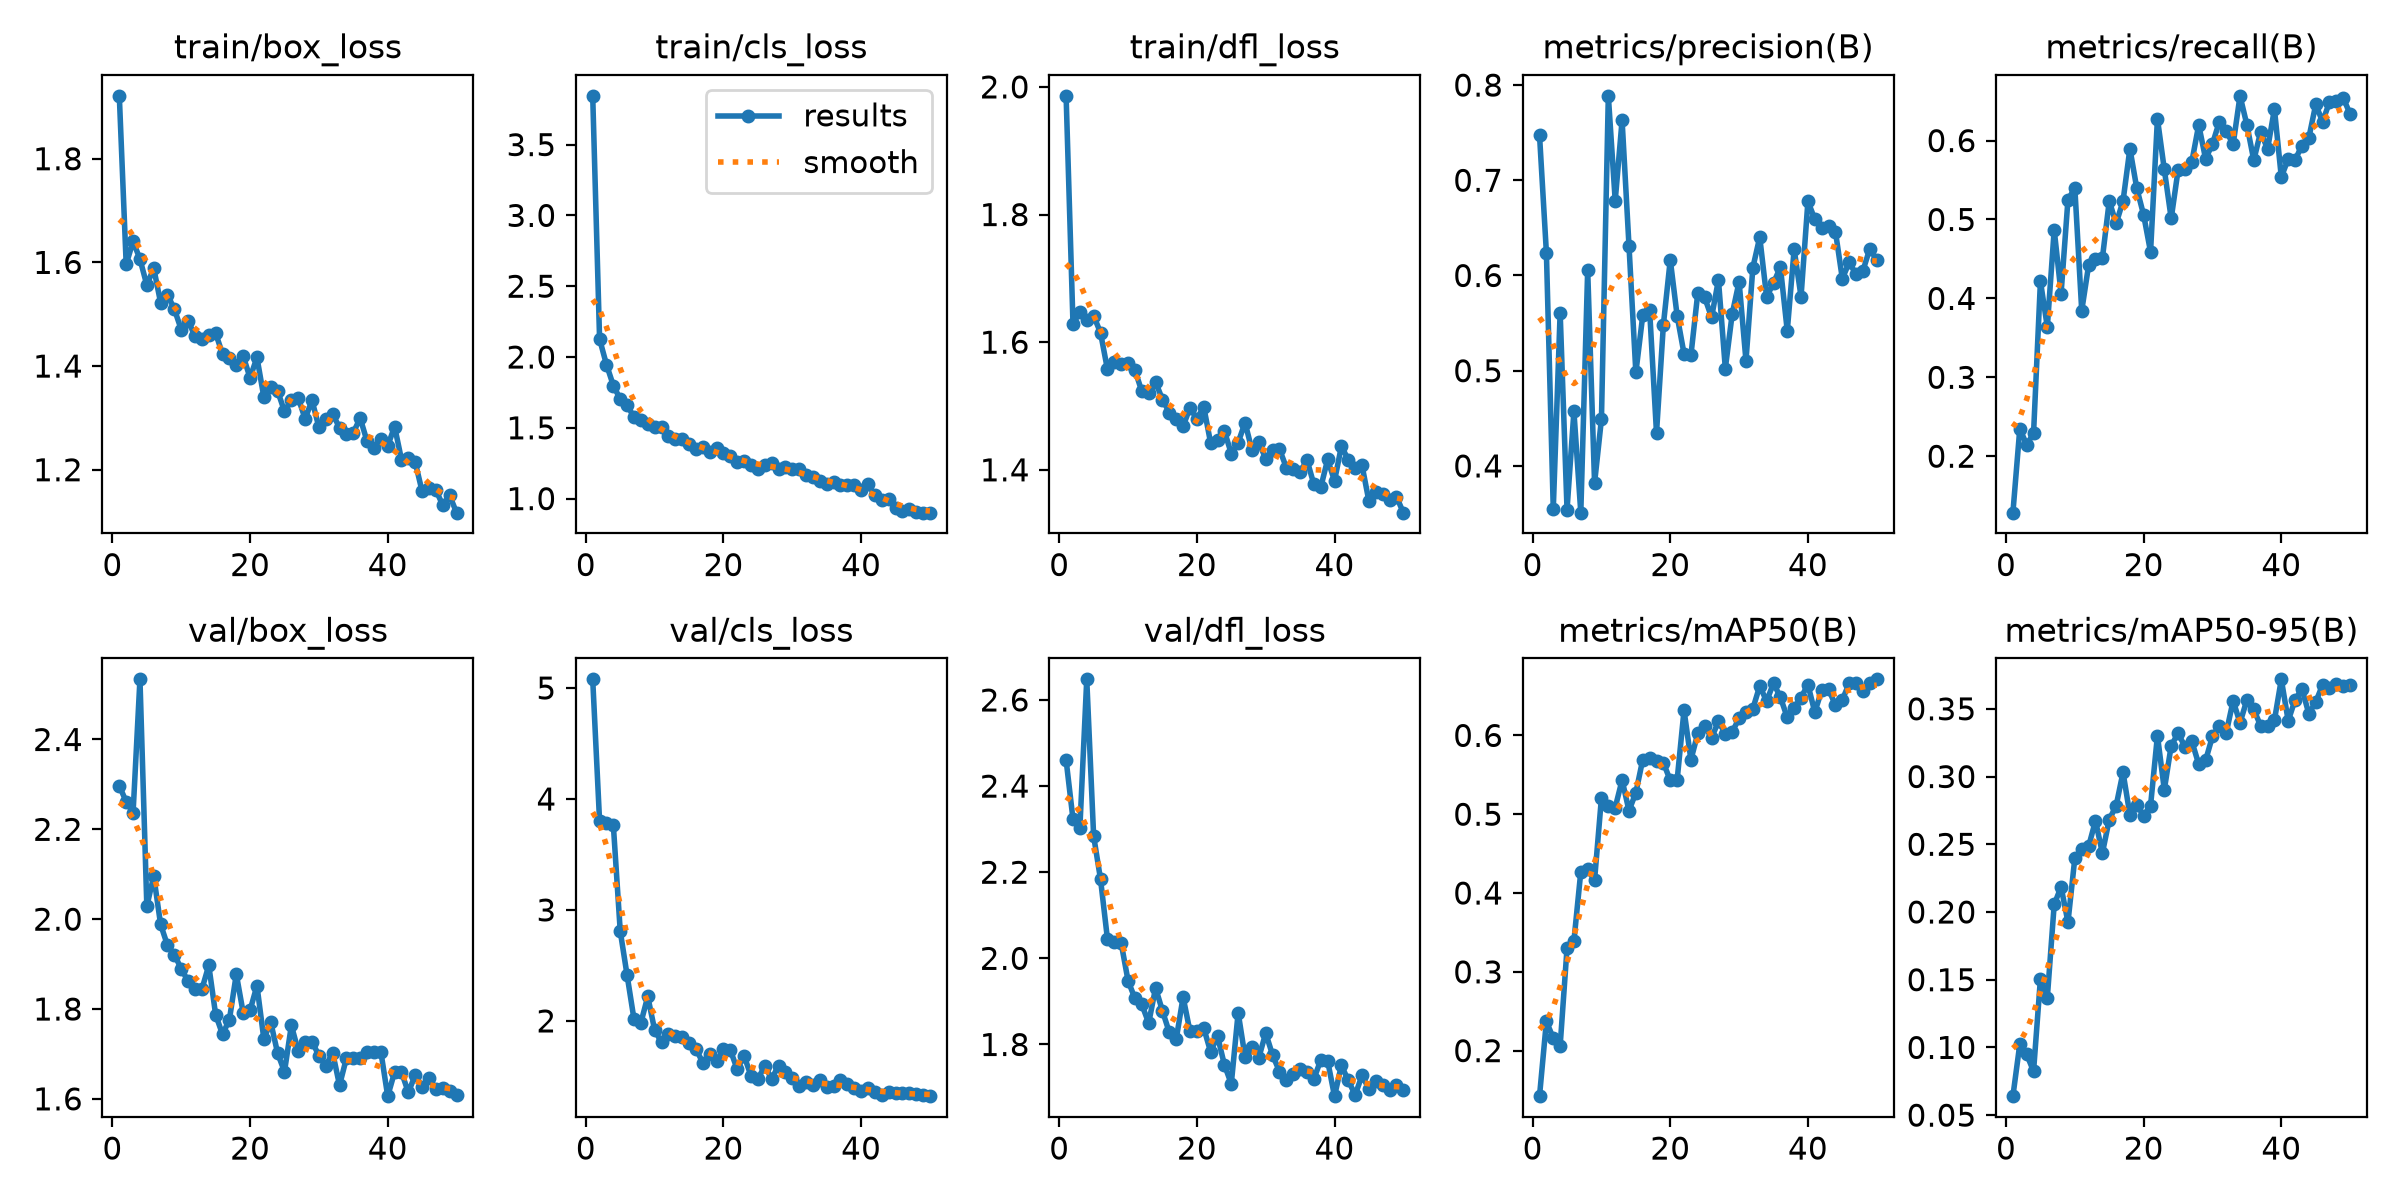 train/box_loss
1.8
1.6
1.4
1.2
0 20 40
train/cls_loss
results
smooth
3.5
3.0
2.5
2.0
1.5
1.0
0 20 40
train/dfl_loss
2.0
1.8
1.6
1.4
0 20 40
metrics/precision(B)
0.8
0.7
0.6
0.5
0.4
0 20 40
metrics/recall(B)
0.6
0.5
0.4
0.3
0.2
0 20 40
val/box_loss
2.4
2.2
2.0
1.8
1.6
0 20 40
val/cls_loss
5
4
3
2
0 20 40
val/dfl_loss
2.6
2.4
2.2
2.0
1.8
0 20 40
metrics/mAP50(B)
0.6
0.5
0.4
0.3
0.2
0 20 40
metrics/mAP50-95(B)
0.35
0.30
0.25
0.20
0.15
0.10
0.05
0 20 40